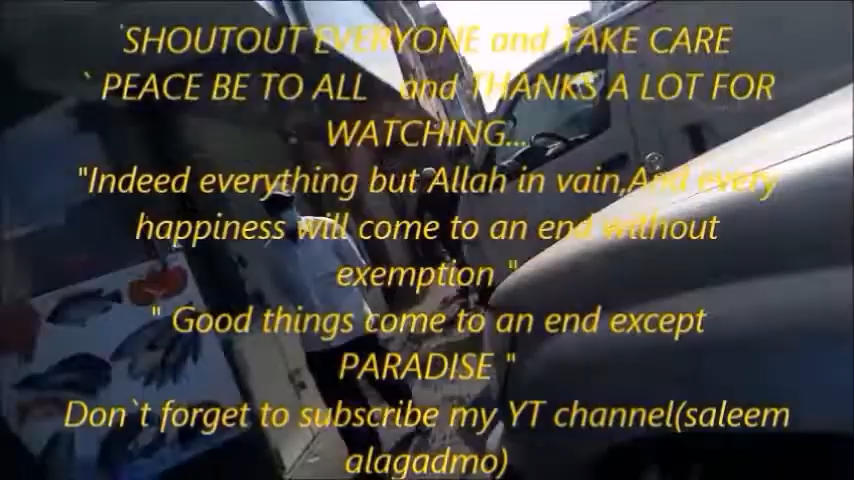 `SHOUTOUT EVERYONE and TAKE CARE
` PEACE BE TO ALL and THANKS A LOT FOR
WATCHING...
"Indeed everything but Allah in vain,And every
happiness will come to an end without
exemption "
" Good things come to an end except
PARADISE "
Don`t forget to subscribe my YT channel(saleem
alagadmo)